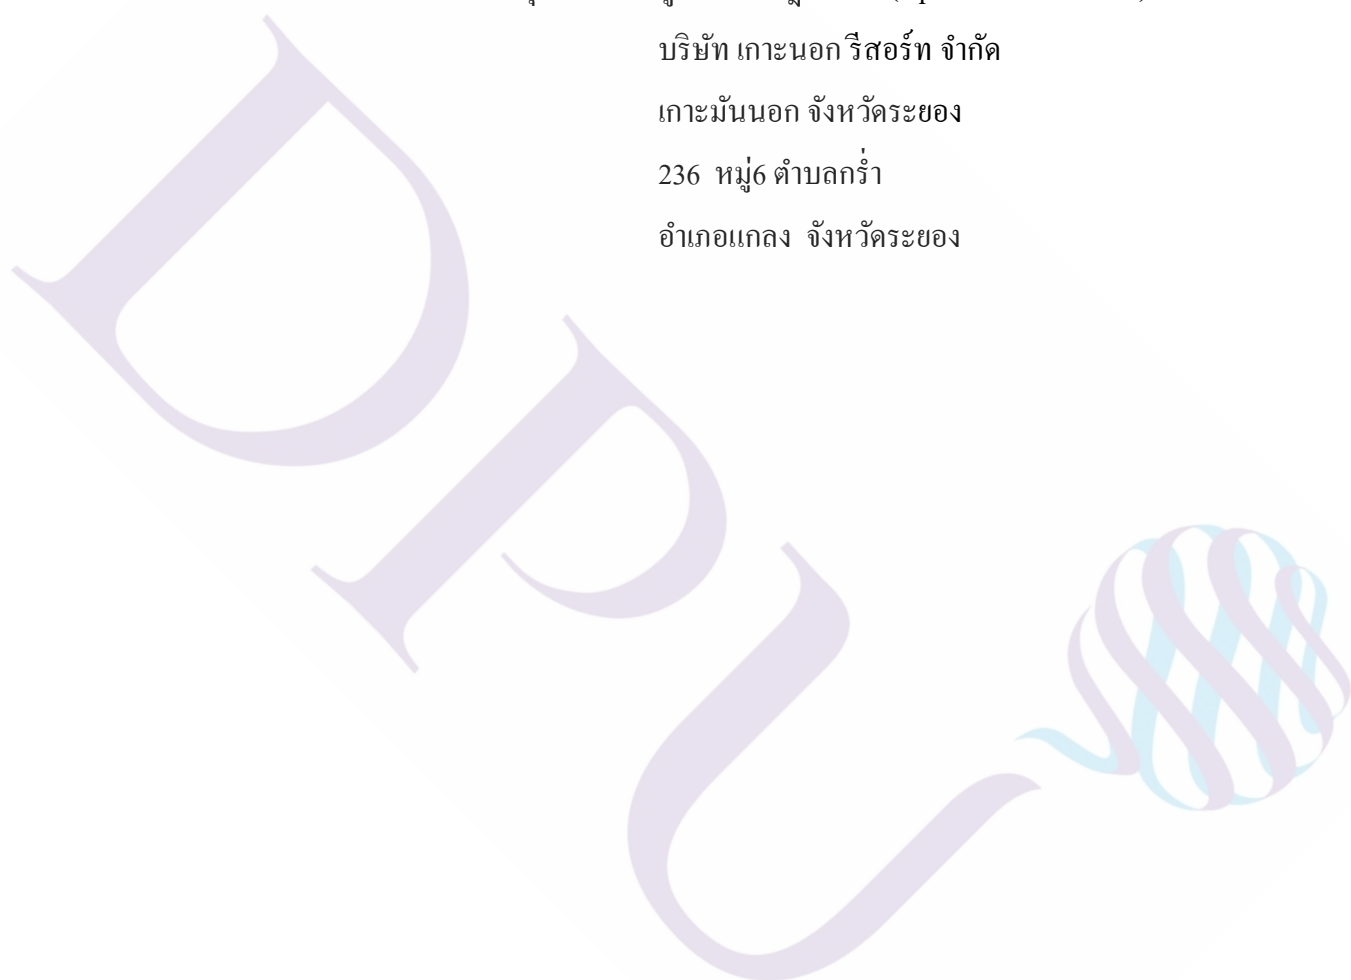 บริษัท เกาะนอก รีสอร์ท จำกัด
เกาะมันนอก จังหวัดระยอง
236 หมู่6 ตำบลกร่ำ
อำเภอแกลง จังหวัดระยอง
DPU